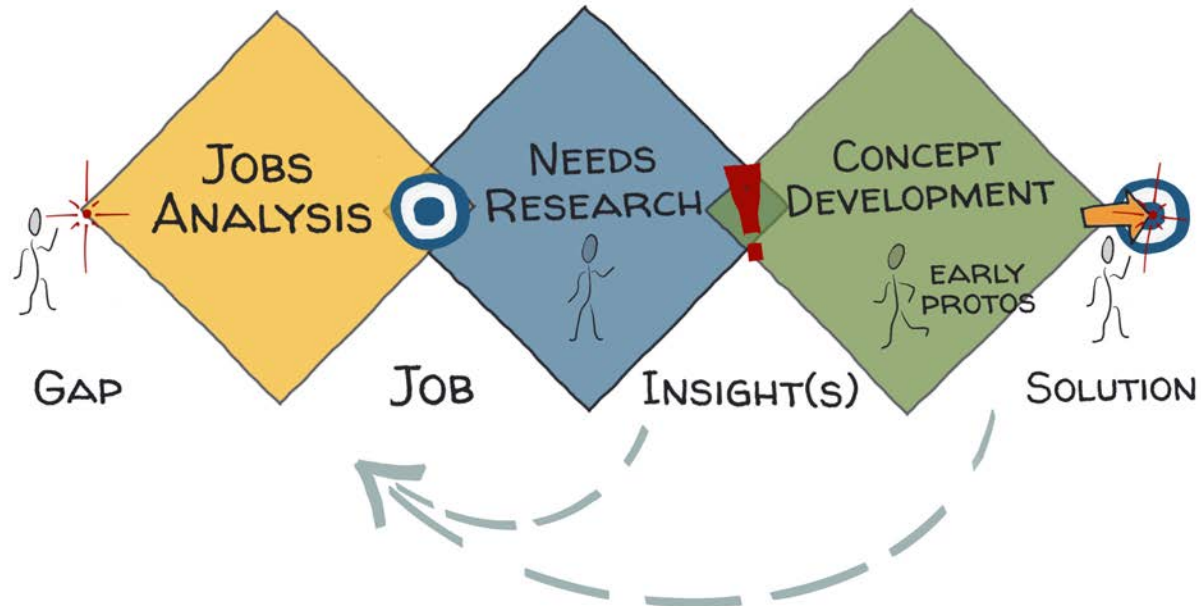 JOBS
ANALYSIS
NEEDS
RESEARCH
!
CONCEPT
DEVELOPMENT
EARLY
PROTOS
GAP
JOB
INSIGHT(S)
SOLUTION